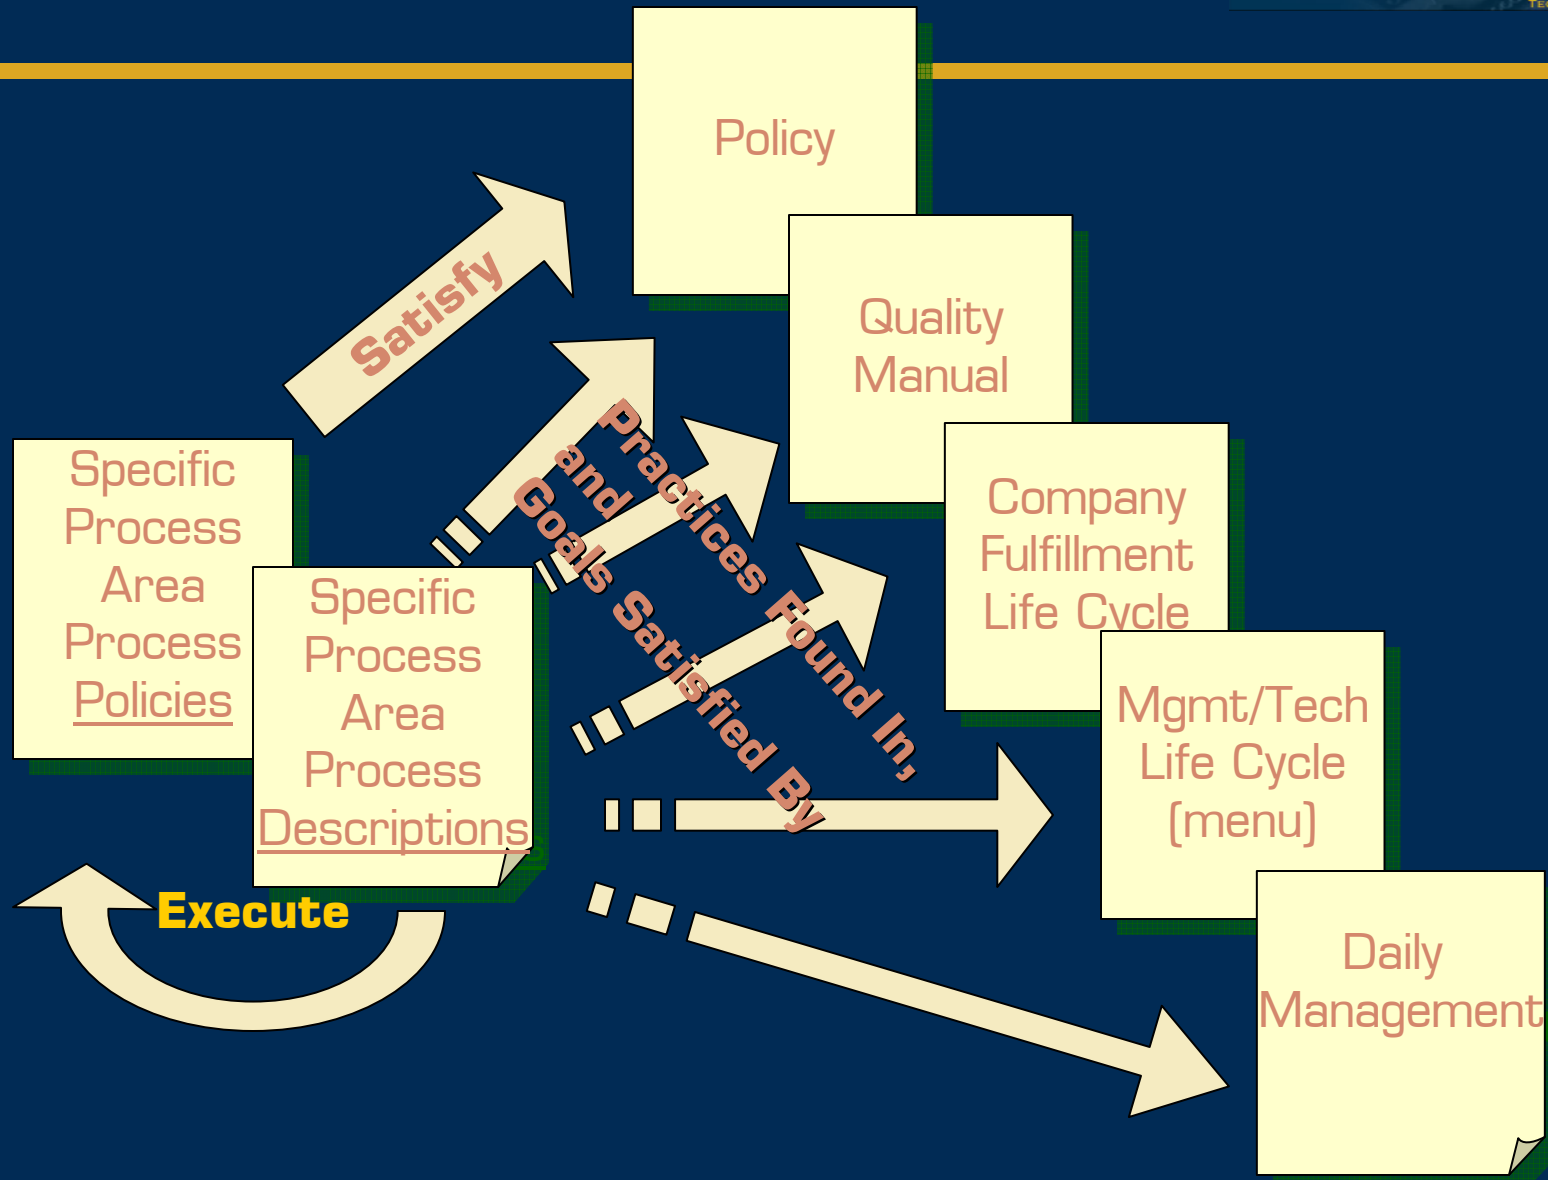 Policy
Quality
Manual
Company
Fulfillment
Life Cycle
Mgmt/Tech
Life Cycle
(menu)
Daily
Management
Satisfy
Practices Found In,
and
Goals Satisfied By
Specific
Process
Area
Process
Policies
Specific
Process
Area
Process
Descriptions
Execute